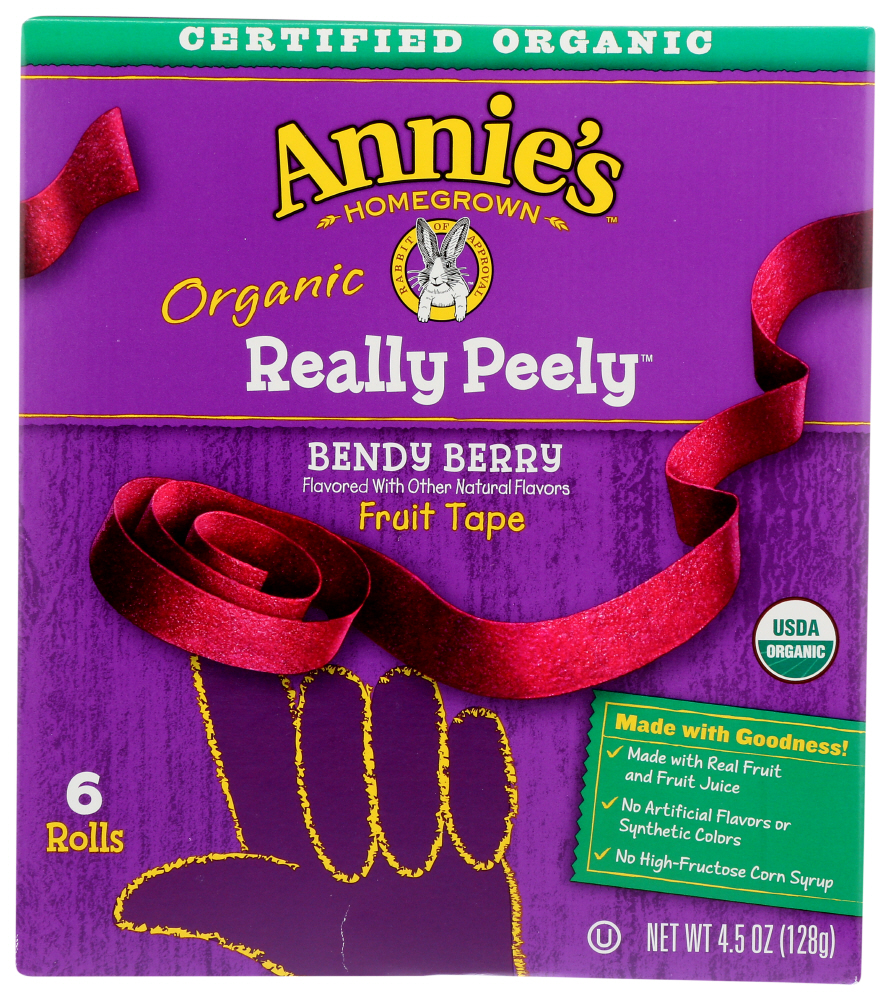 CERTIFIED ORGANIC
Annie's
HOMEGROWN™
RABBIT OF APPROVAL
Organic
Really Peely™
BENDY BERRY
Flavored With Other Natural Flavors
Fruit Tape
USDA
ORGANIC
Made with Goodness!
✓ Made with Real Fruit
and Fruit Juice
✓ No Artificial Flavors or
Synthetic Colors
✓ No High-Fructose Corn Syrup
6
Rolls
U NET WT 4.5 OZ (128g)